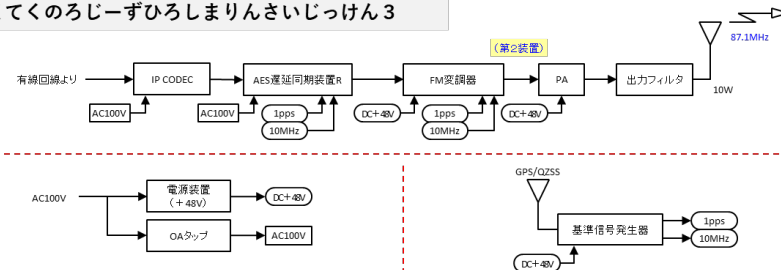 てくのろじーずひろしまりんさいじっけん３
（第2装置）
87.1MHz
有線回線より
IP CODEC
AES遅延同期装置R
FM変調器
PA
出力フィルタ
10W
AC100V
AC100V
1pps
10MHz
DC+48V
1pps
10MHz
DC+48V
AC100V
電源装置
（＋48V）
DC+48V
OAタップ
AC100V
GPS/QZSS
基準信号発生器
1pps
10MHz
DC+48V